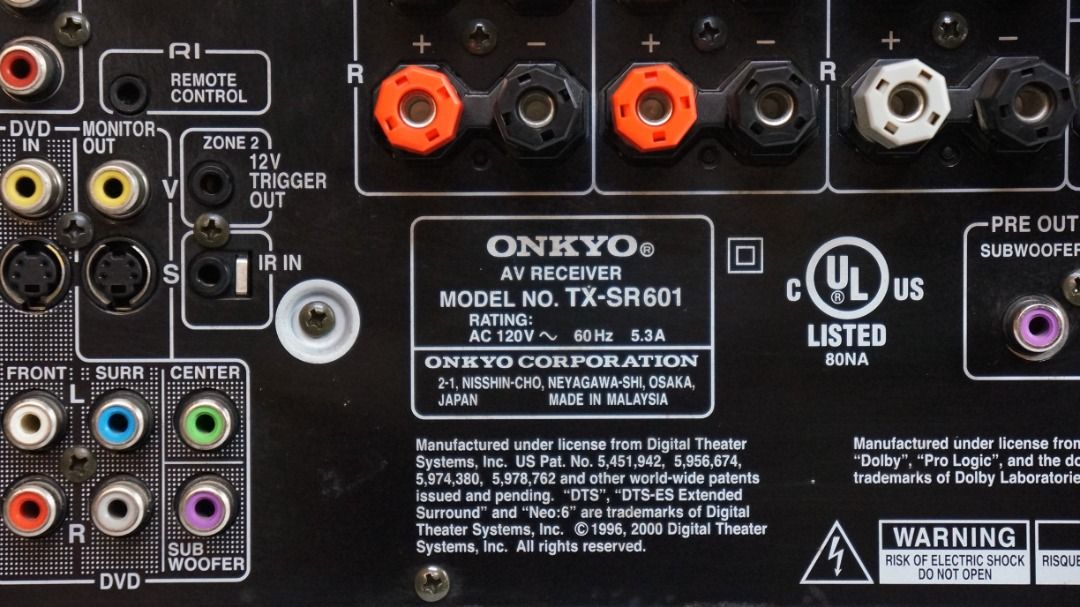 RI
REMOTE
CONTROL
DVD
IN
MONITOR
OUT
V
S
ZONE 2
12V
TRIGGER
OUT
IR IN
FRONT
SURR
CENTER
L
R
SUB
WOOFER
DVD
R
+ −
+ −
R
+ −
ONKYO®
AV RECEIVER
MODEL NO. TX-SR601
RATING:
AC 120V ~ 60 Hz 5.3 A
ONKYO CORPORATION
2-1, NISSHIN-CHO, NEYAGAWA-SHI, OSAKA,
JAPAN MADE IN MALAYSIA
C UL® US
LISTED
80NA
PRE OUT
SUBWOOFER
Manufactured under license from Digital Theater
Systems, Inc. US Pat. No. 5,451,942, 5,956,674,
5,974,380, 5,978,762 and other world-wide patents
issued and pending. “DTS”, “DTS-ES Extended
Surround” and “Neo:6” are trademarks of Digital
Theater Systems, Inc. ©1996, 2000 Digital Theater
Systems, Inc. All rights reserved.
Manufactured under license from
“Dolby”, “Pro Logic”, and the
trademarks of Dolby
WARNING
RISK OF ELECTRIC SHOCK
DO NOT OPEN